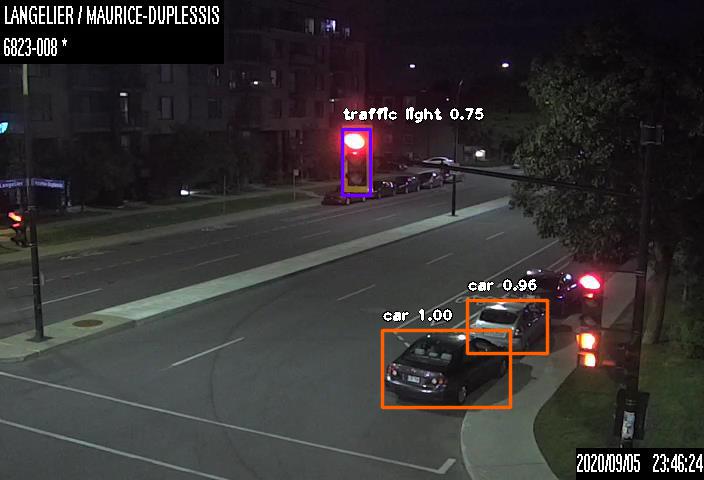 LANGELIER / MAURICE-DUPLESSIS
6823-008 *
traffic light 0.75
Langelier
car 0.96
car 1.00
2020/09/05 23:46:24